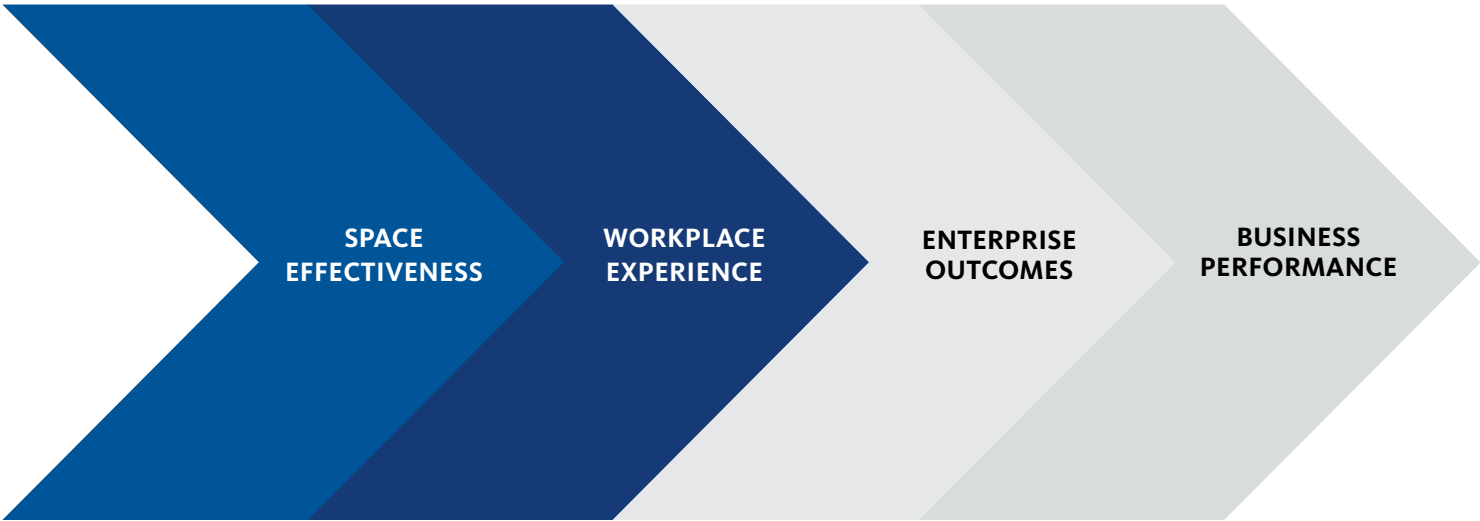 SPACE
EFFECTIVENESS
WORKPLACE
EXPERIENCE
ENTERPRISE
OUTCOMES
BUSINESS
PERFORMANCE